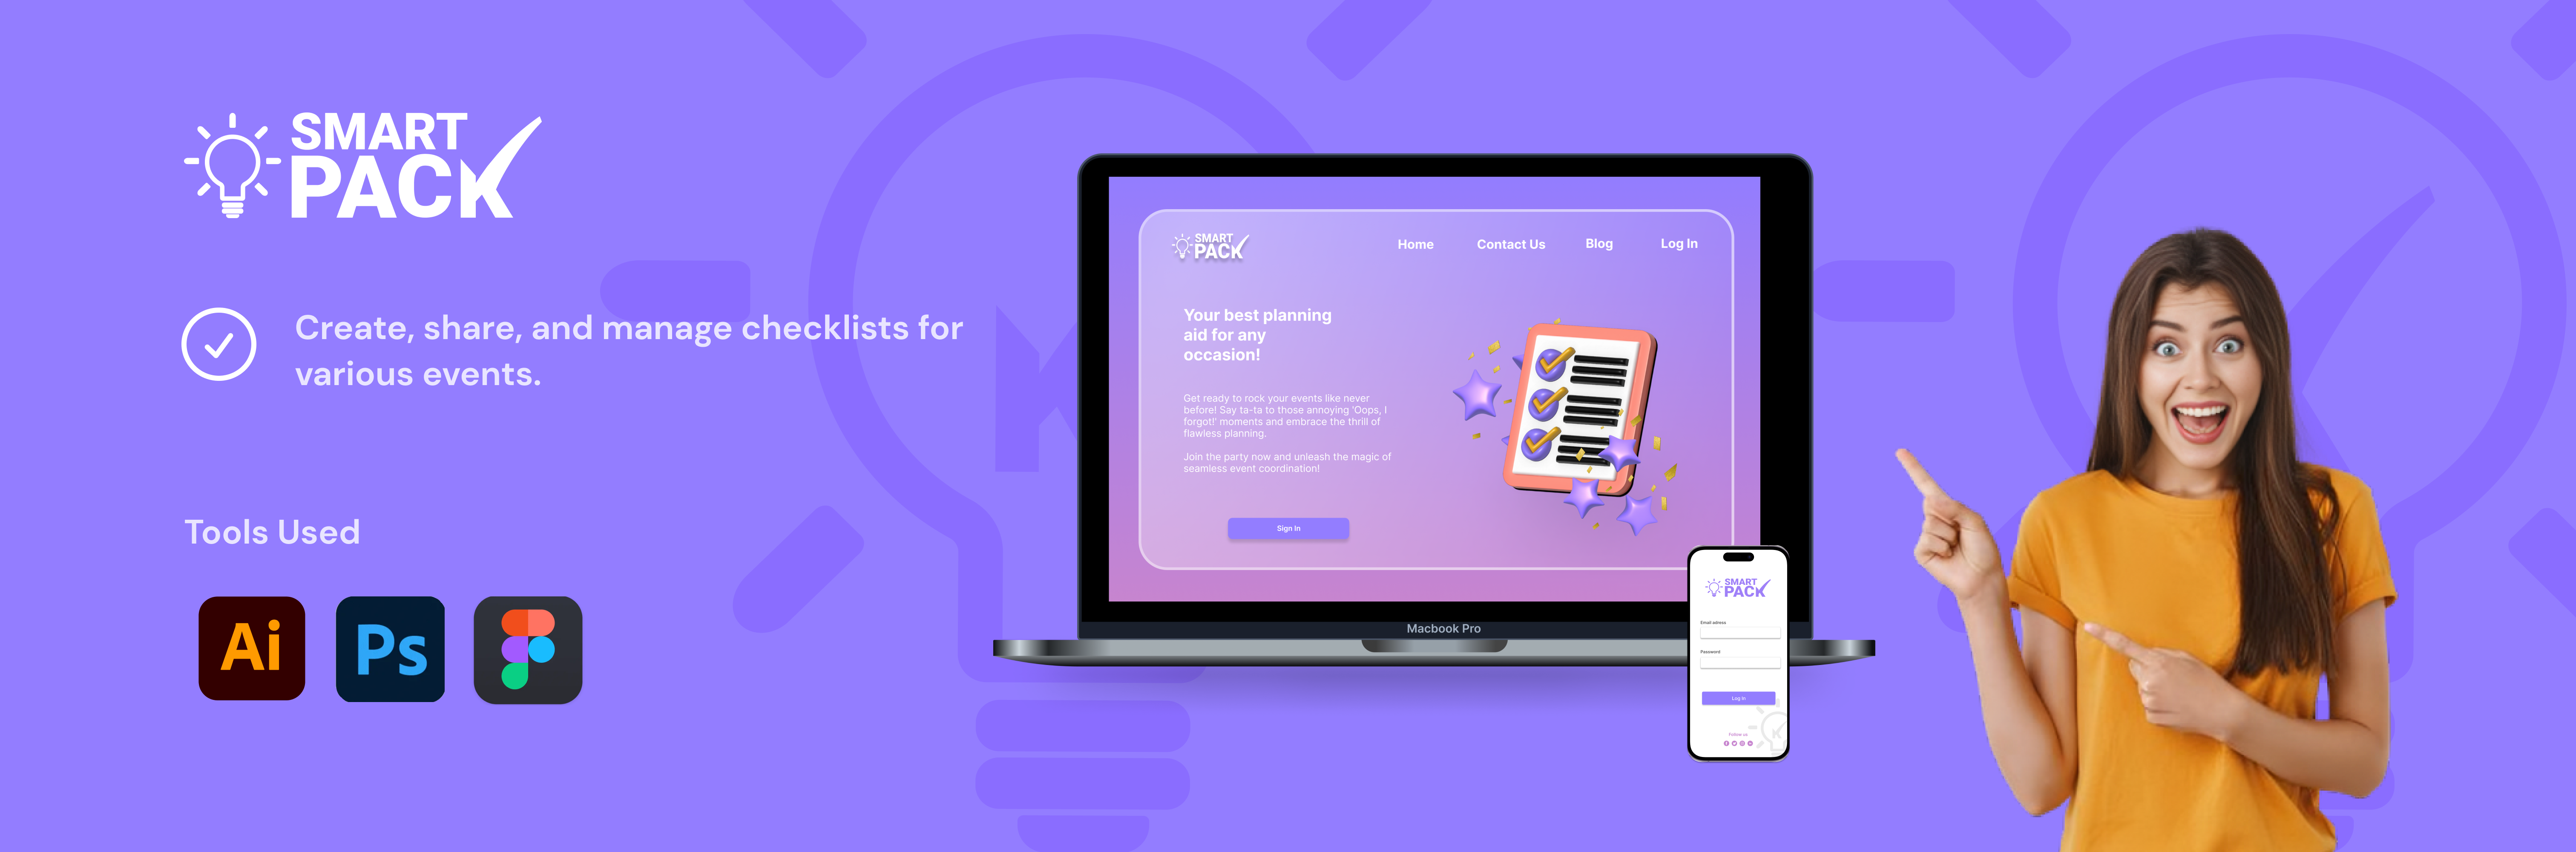 SMART
PACK
Create, share, and manage checklists for
various events.
Tools Used
Ai
Ps
SMART
PACK
Home
Contact Us
Blog
Log In
Your best planning
aid for any
occasion!
Get ready to rock your events like never
before! Say ta-ta to those annoying 'Oops, I
forgot!' moments and embrace the thrill of
flawless planning.
Join the party now and unleash the magic of
seamless event coordination!
Sign In
Macbook Pro
SMART
PACK
Email adress
Password
Log In
Follow us